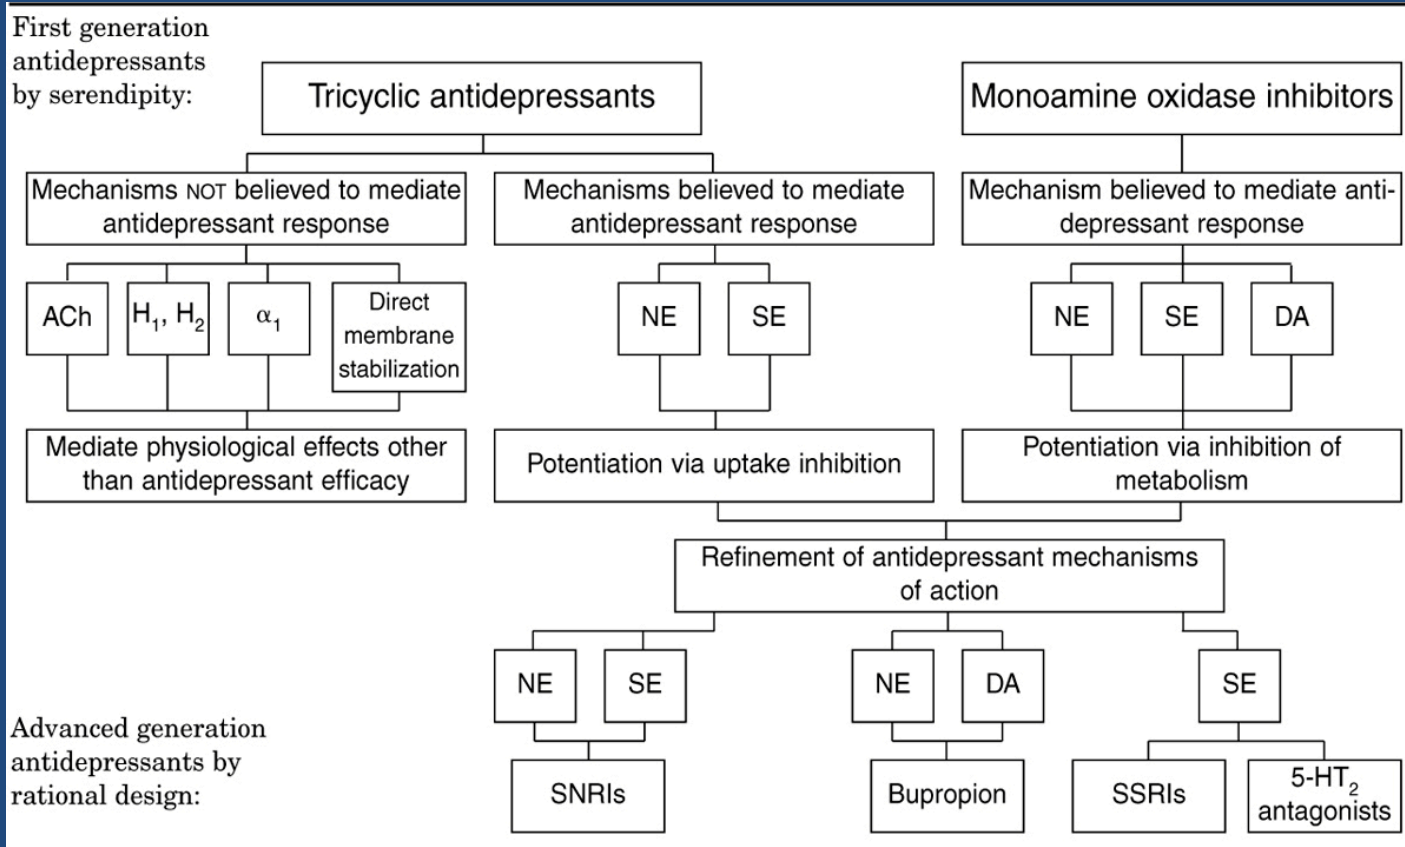 First generation
antidepressants
by serendipity:
Tricyclic antidepressants
Monoamine oxidase inhibitors
Mechanisms NOT believed to mediate
antidepressant response
Mechanisms believed to mediate
antidepressant response
Mechanism believed to mediate anti-
depressant response
ACh
H₁, H₂
α₁
Direct
membrane
stabilization
NE
SE
NE
SE
DA
Mediate physiological effects other
than antidepressant efficacy
Potentiation via uptake inhibition
Potentiation via inhibition of
metabolism
Refinement of antidepressant mechanisms
of action
NE
SE
NE
DA
SE
Advanced generation
antidepressants by
rational design:
SNRIs
Bupropion
SSRIs
5-HT₂
antagonists